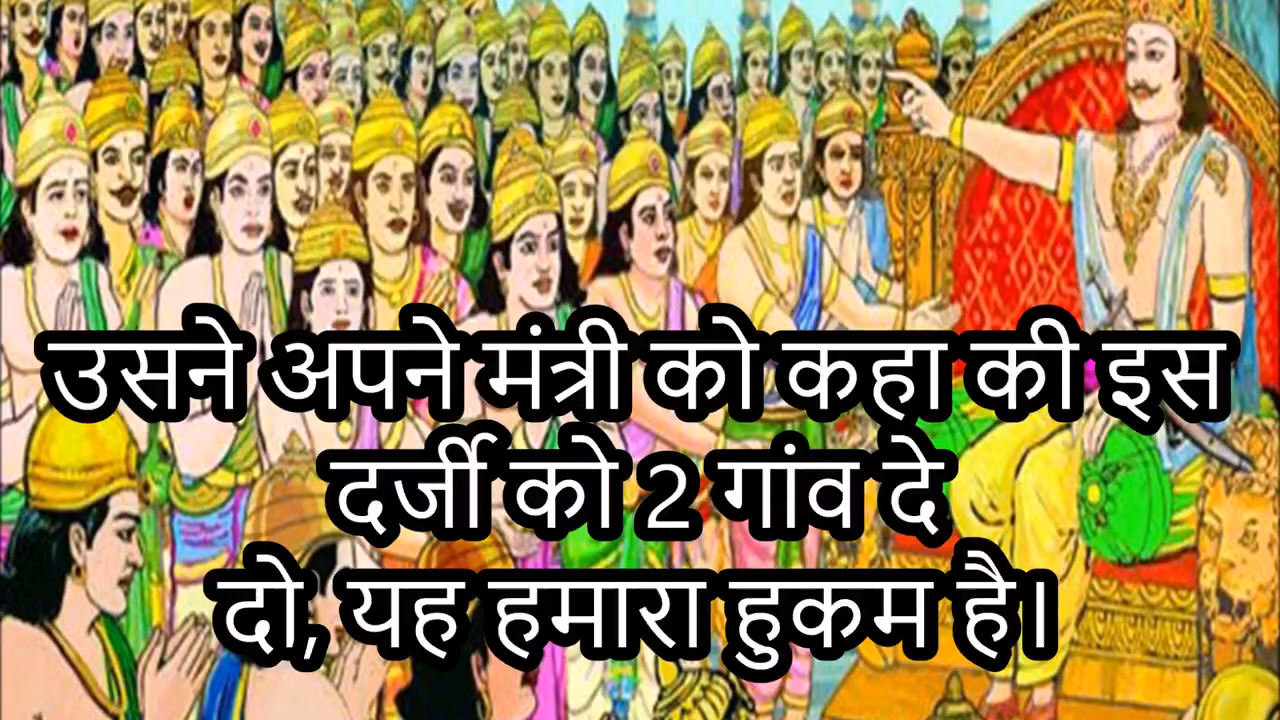 उसने अपने मंत्री को कहा की इस
दर्जी को 2 गांव दे
दो, यह हमारा हुकम है।